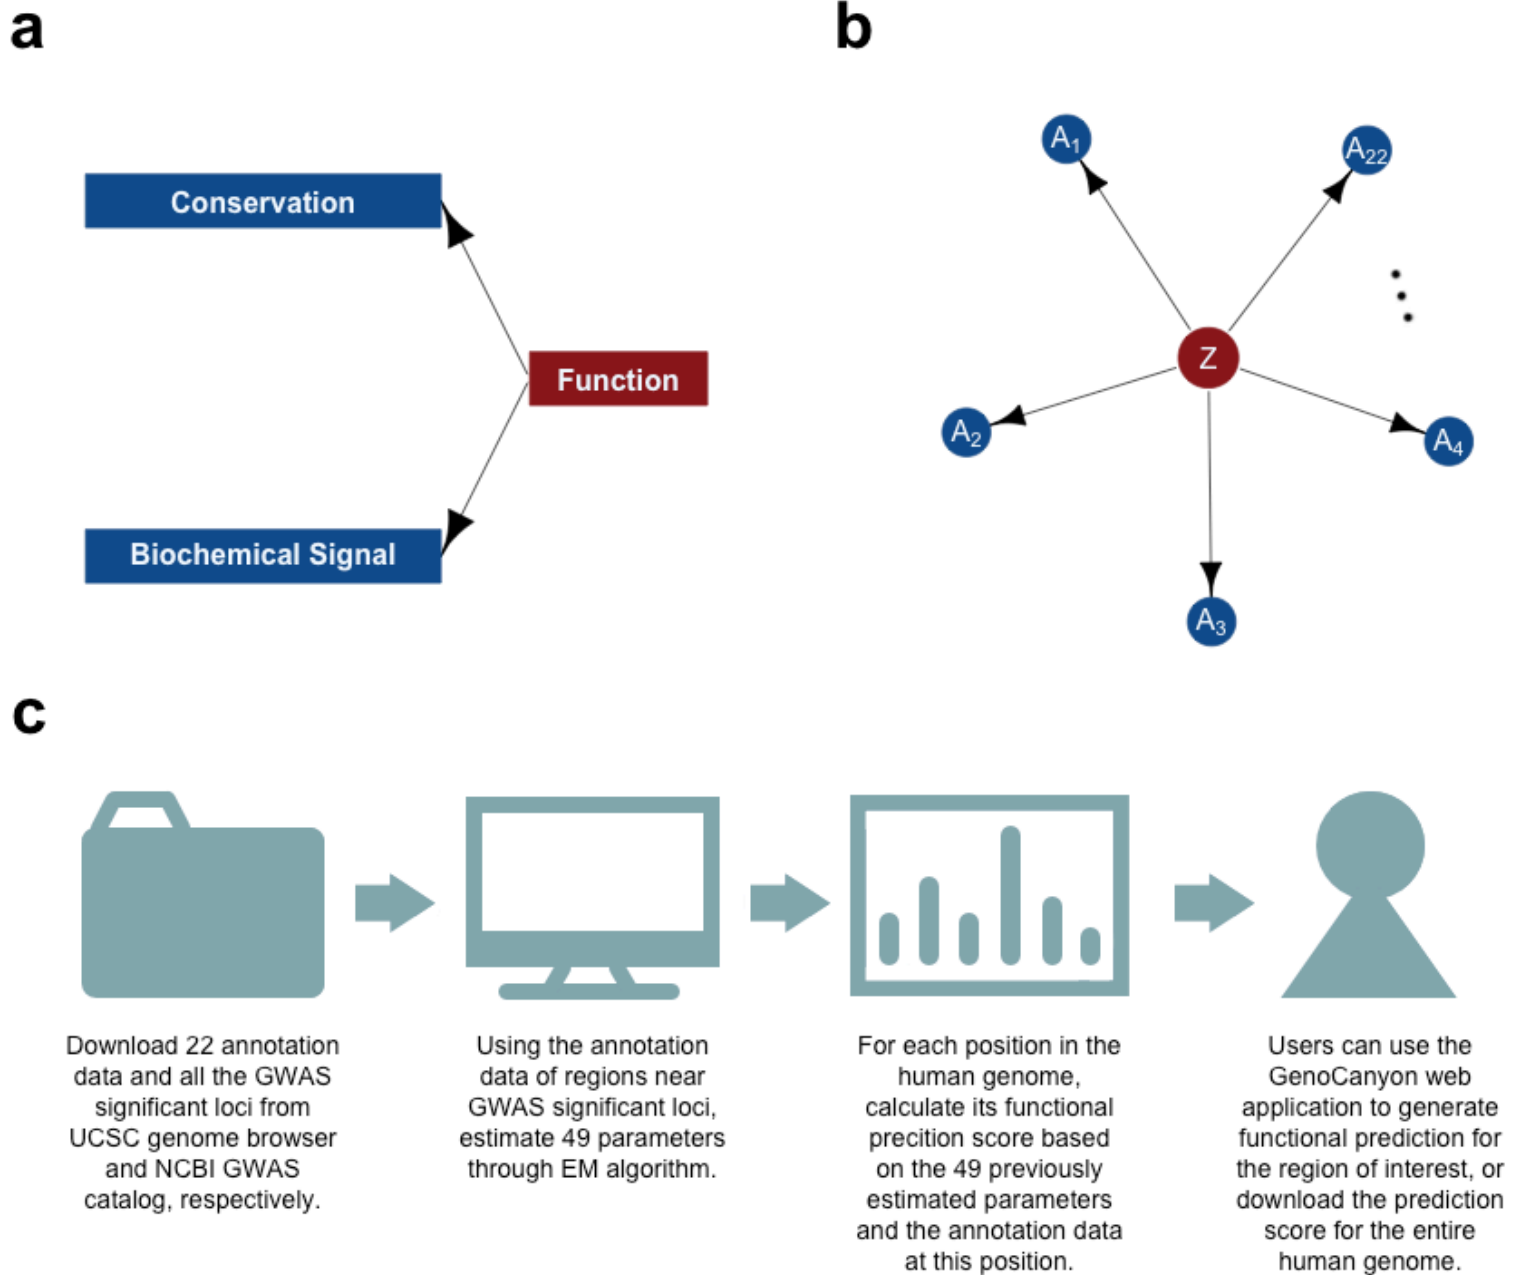 a
b
Conservation
Function
Biochemical Signal
A1
A22
Z
A2
A4
A3
c
Download 22 annotation
data and all the GWAS
significant loci from
UCSC genome browser
and NCBI GWAS
catalog, respectively.
Using the annotation
data of regions near
GWAS significant loci,
estimate 49 parameters
through EM algorithm.
For each position in the
human genome,
calculate its functional
precition score based
on the 49 previously
estimated parameters
and the annotation data
at this position.
Users can use the
GenoCanyon web
application to generate
functional prediction for
the region of interest, or
download the prediction
score for the entire
human genome.